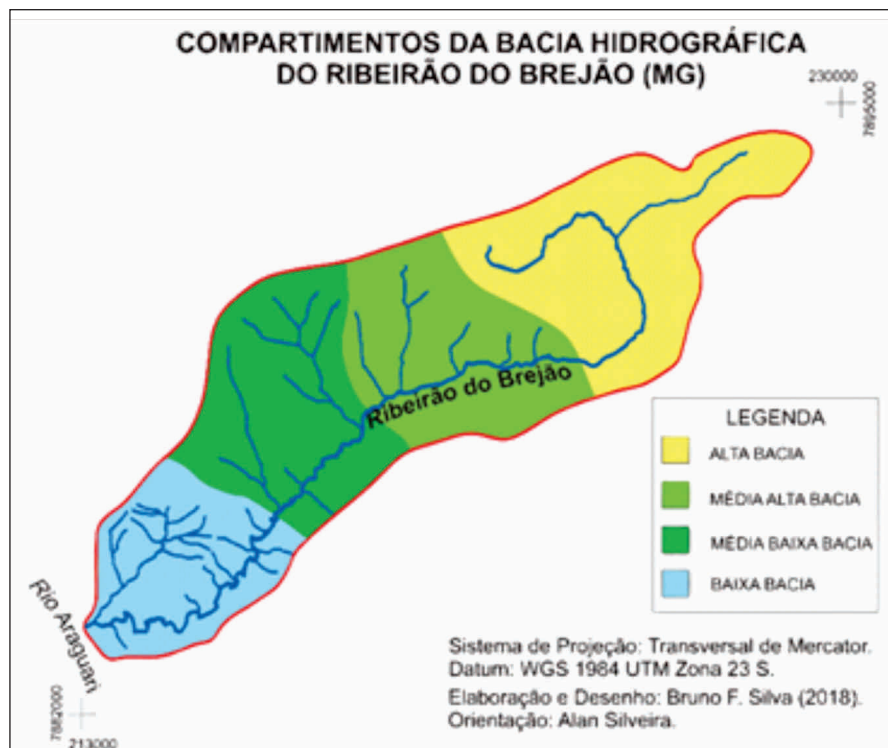 COMPARTIMENTOS DA BACIA HIDROGRÁFICA
DO RIBEIRÃO DO BREJÃO (MG)
230000
7895000
Ribeirão do Brejão
LEGENDA
ALTA BACIA
MÉDIA ALTA BACIA
MÉDIA BAIXA BACIA
BAIXA BACIA
Rio Araguari
Sistema de Projeção: Transversal de Mercator.
Datum: WGS 1984 UTM Zona 23 S.
Elaboração e Desenho: Bruno F. Silva (2018).
Orientação: Alan Silveira.
7882000
213000